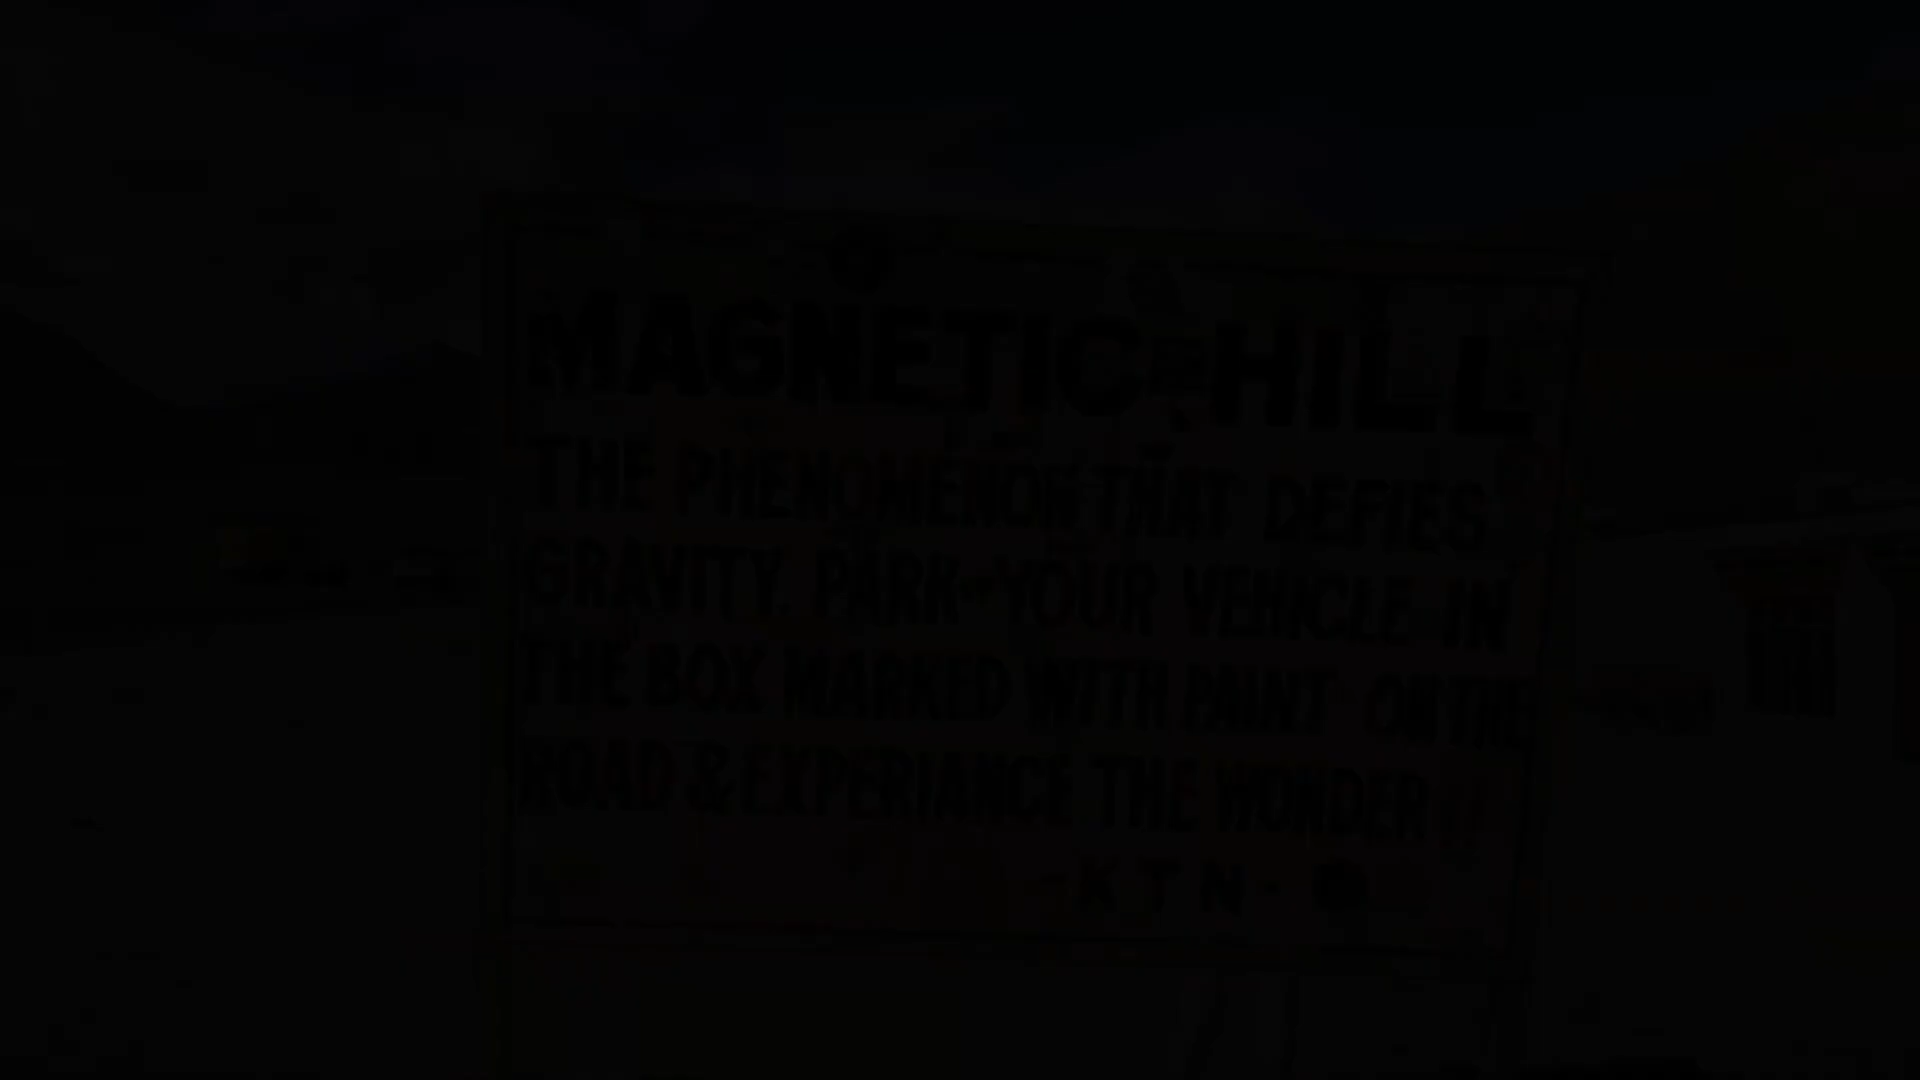 MAGNETIC HILL
THE PHENOMENON THAT DEFIES
GRAVITY. PARK YOUR VEHICLE IN
THE BOX MARKED WITH PAINT ON THE
ROAD & EXPERIANCE THE WONDER
-KTN-